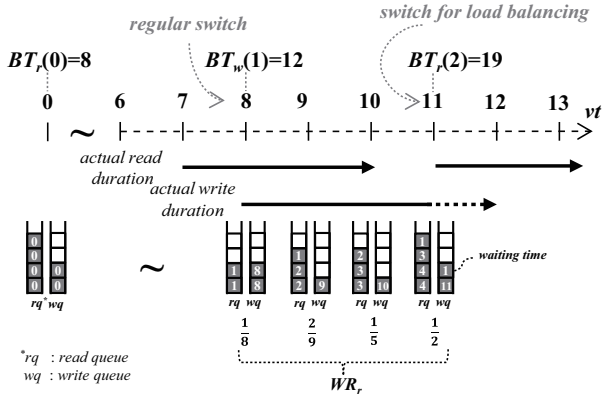 regular switch
switch for load balancing
BTr(0)=8
BTw(1)=12
BTr(2)=19
0 6 7 8 9 10 11 12 13 vt
~
actual read duration
actual write duration
0 1 1
0 1 2 3
0 0 1 8 2 3 4 1 waiting time
0 0 1 8 2 9 3 10 4 11
rq* wq rq wq rq wq rq wq rq wq
~
1/8 2/9 1/5 1/2
WRr
*rq : read queue
wq : write queue